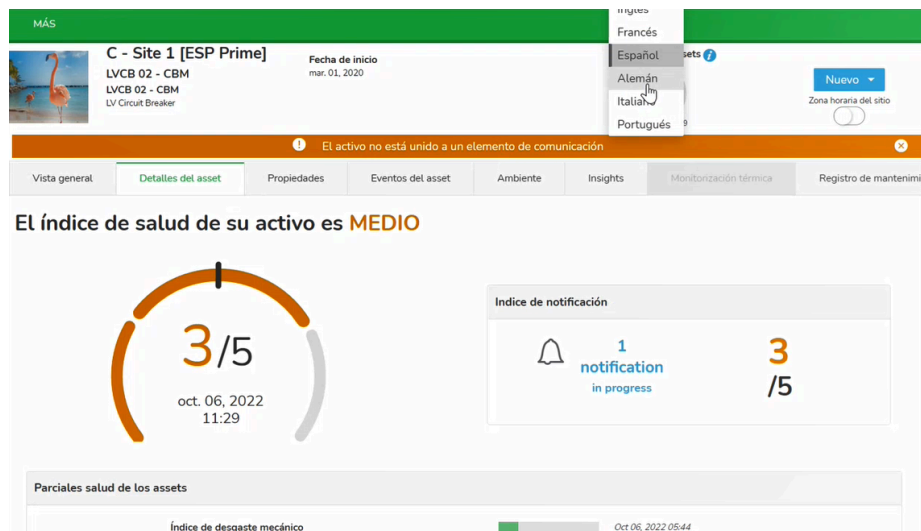 MÁS
Inglés
Francés
Español
Alemán
Italiano
Portugués
C - Site 1 [ESP Prime]
LVCB 02 - CBM
LVCB 02 - CBM
LV Circuit Breaker
Fecha de inicio
mar. 01, 2020
Nuevo
Zona horaria del sitio
El activo no está unido a un elemento de comunicación
Vista general
Detalles del asset
Propiedades
Eventos del asset
Ambiente
Insights
Monitorización térmica
Registro de mantenimi
El índice de salud de su activo es MEDIO
3/5
oct. 06, 2022
11:29
Indice de notificación
1
notification
in progress
3
/5
Parciales salud de los assets
Índice de desgaste mecánico
Oct 06, 2022 05:44